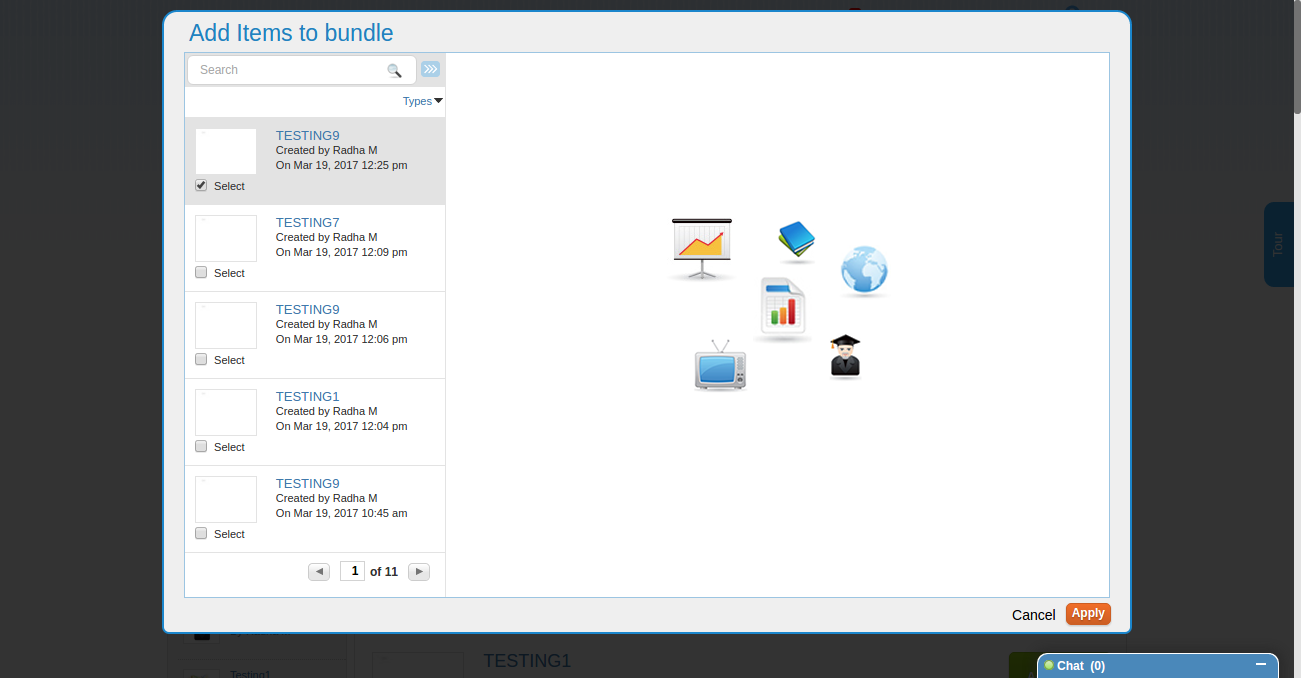 Add Items to bundle
Search
Types
TESTING9
Created by Radha M
On Mar 19, 2017 12:25 pm
Select
TESTING7
Created by Radha M
On Mar 19, 2017 12:09 pm
Select
TESTING9
Created by Radha M
On Mar 19, 2017 12:06 pm
Select
TESTING1
Created by Radha M
On Mar 19, 2017 12:04 pm
Select
TESTING9
Created by Radha M
On Mar 19, 2017 10:45 am
Select
1 of 11
Cancel Apply
Tour
TESTING1
Testing1
Chat (0)